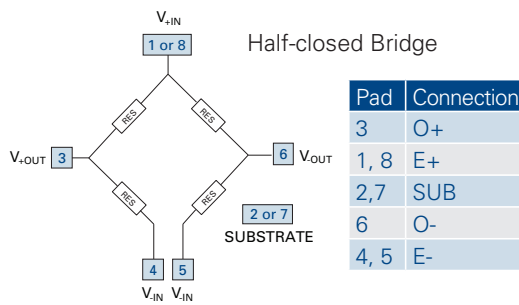 V+IN
1 or 8
Half-closed Bridge
RES
RES
V+OUT
3
6
V-OUT
RES
RES
2 or 7
SUBSTRATE
4
5
V-IN
V-IN
Pad Connection
3 O+
1, 8 E+
2,7 SUB
6 O-
4, 5 E-